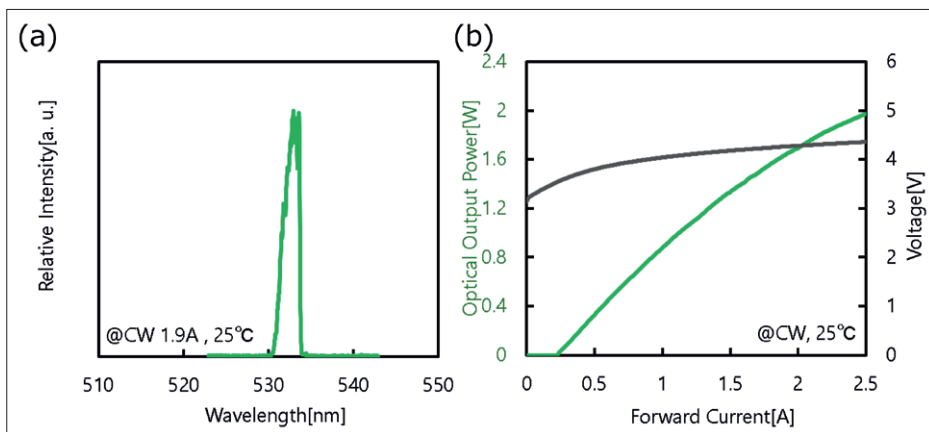 (a)
Relative Intensity[a. u.]
@CW 1.9A , 25℃
510
520
530
540
550
Wavelength[nm]
(b)
Optical Output Power[W]
2.4
2
1.6
1.2
0.8
0.4
0
6
5
4
3
2
1
0
Voltage[V]
@CW, 25℃
0
0.5
1
1.5
2
2.5
Forward Current[A]